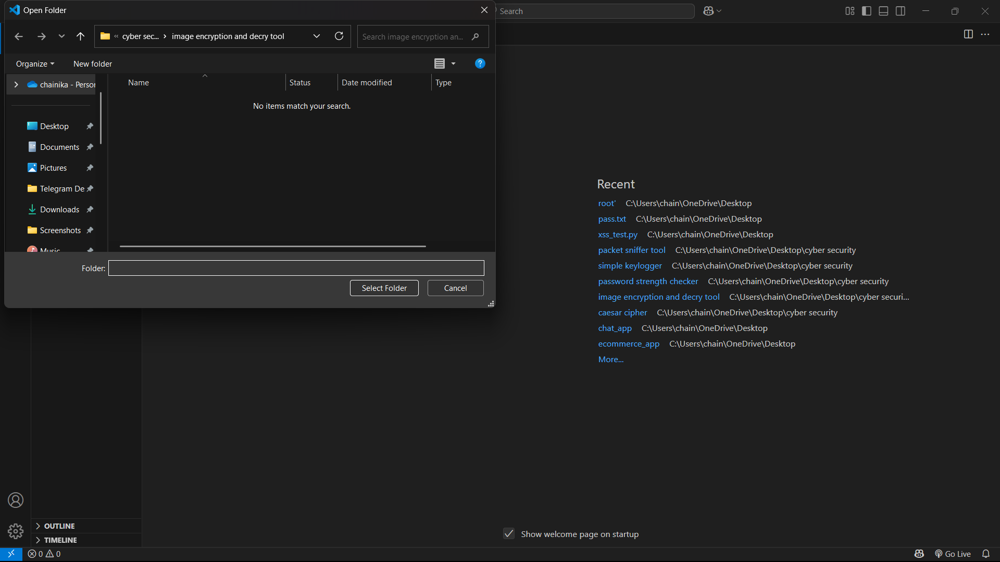 Open Folder
Search
« cyber sec... > image encryption and decry tool
Search image encryption an...
Organize
New folder
?
Name
Status
Date modified
Type
chainika - Person
No items match your search.
Desktop
Documents
Pictures
Telegram De
Downloads
Screenshots
Music
Folder:
Select Folder
Cancel
Recent
root' C:\Users\chain\OneDrive\Desktop
pass.txt C:\Users\chain\OneDrive\Desktop
xss_test.py C:\Users\chain\OneDrive\Desktop
packet sniffer tool C:\Users\chain\OneDrive\Desktop\cyber security
simple keylogger C:\Users\chain\OneDrive\Desktop\cyber security
password strength checker C:\Users\chain\OneDrive\Desktop\cyber security
image encryption and decry tool C:\Users\chain\OneDrive\Desktop\cyber securi...
caesar cipher C:\Users\chain\OneDrive\Desktop\cyber security
chat_app C:\Users\chain\OneDrive\Desktop
ecommerce_app C:\Users\chain\OneDrive\Desktop
More...
OUTLINE
TIMELINE
Show welcome page on startup
0 0
Go Live